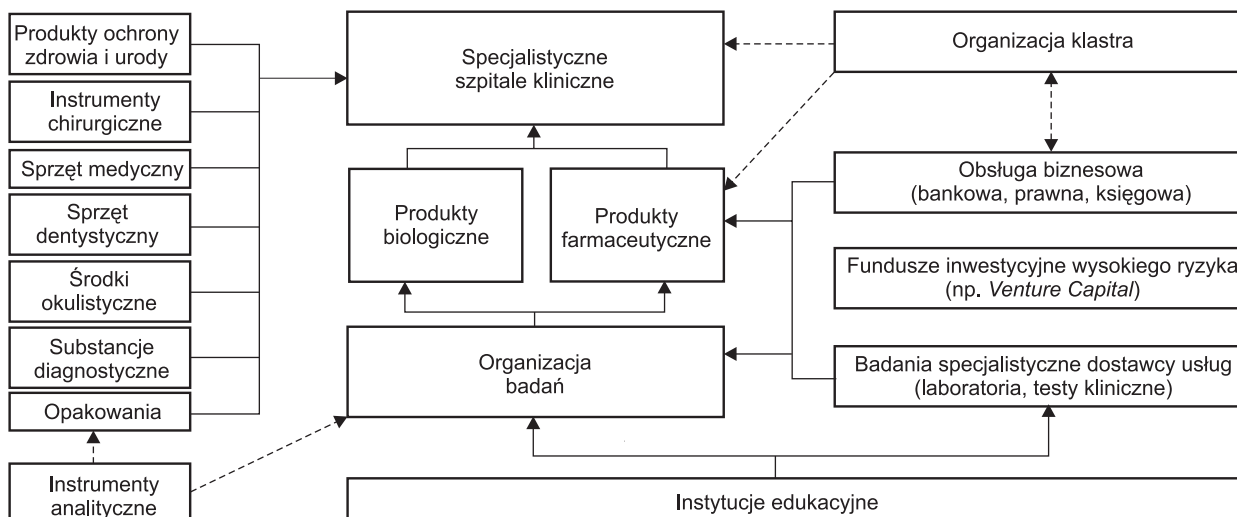 Produkty ochrony
zdrowia i urody
Instrumenty
chirurgiczne
Sprzęt medyczny
Sprzęt
dentystyczny
Środki
okulistyczne
Substancje
diagnostyczne
Opakowania
Instrumenty
analityczne
Specjalistyczne
szpitale kliniczne
Produkty
biologiczne
Produkty
farmaceutyczne
Organizacja
badań
Instytucje edukacyjne
Organizacja klastra
Obsługa biznesowa
(bankowa, prawna, księgowa)
Fundusze inwestycyjne wysokiego ryzyka
(np. Venture Capital)
Badania specjalistyczne dostawcy usług
(laboratoria, testy kliniczne)